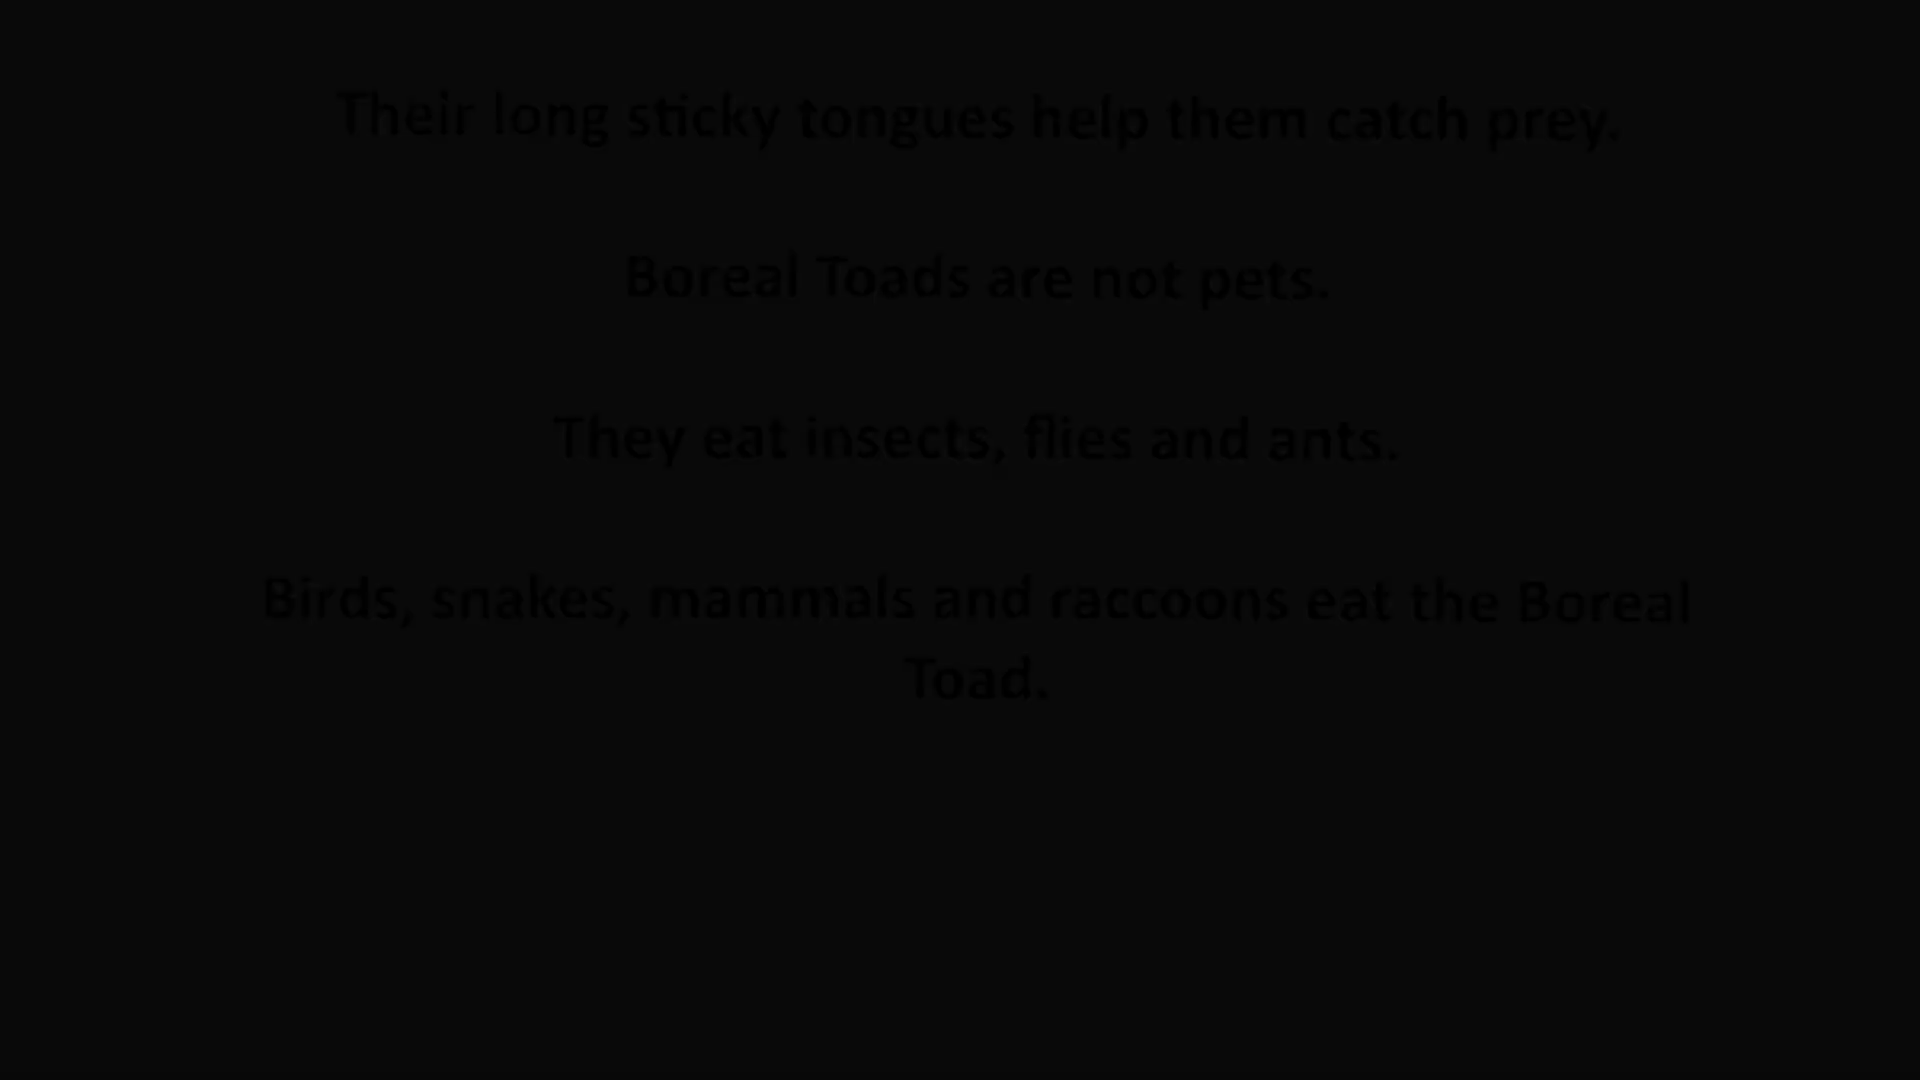 Their long sticky tongues help them catch prey.
Boreal Toads are not pets.
They eat insects, flies and ants.
Birds, snakes, mammals and raccoons eat the Boreal
Toad.